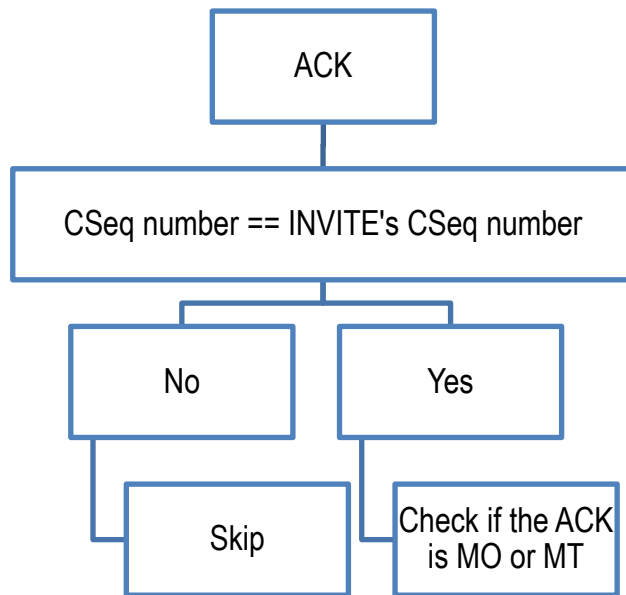 ACK
CSeq number == INVITE's CSeq number
No
Yes
Skip
Check if the ACK
is MO or MT